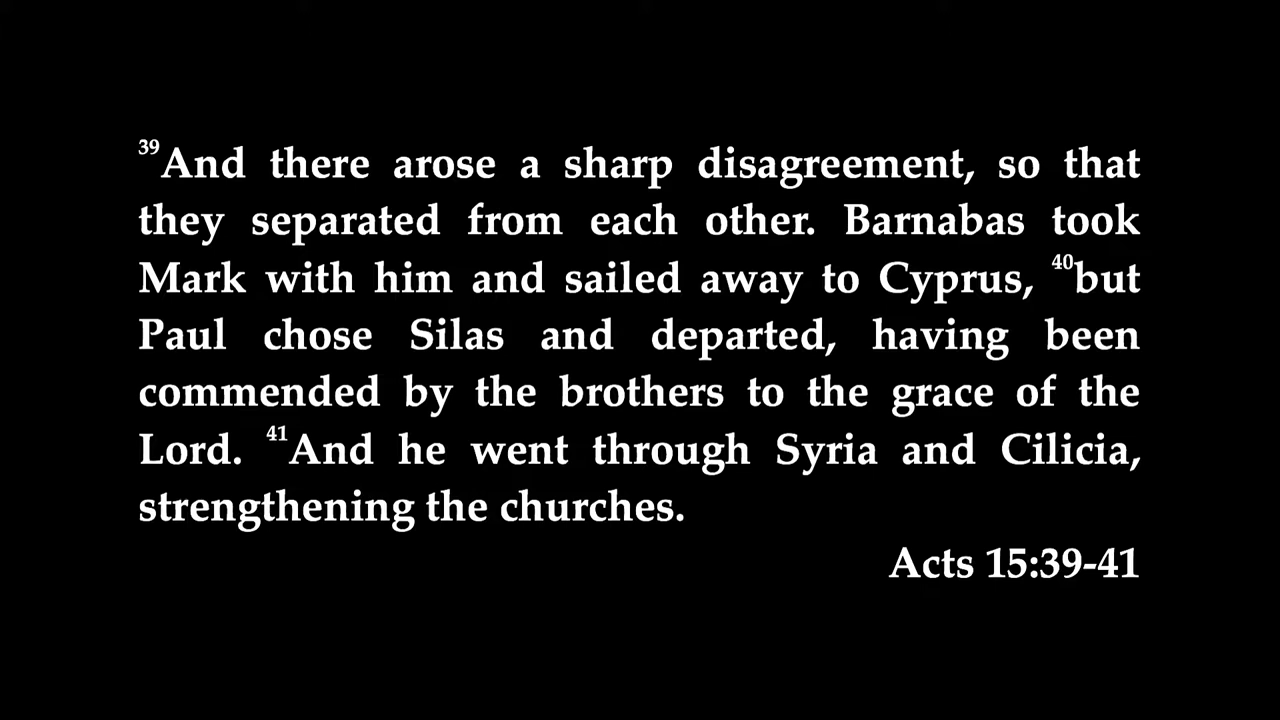 39And there arose a sharp disagreement, so that
they separated from each other. Barnabas took
Mark with him and sailed away to Cyprus, 40but
Paul chose Silas and departed, having been
commended by the brothers to the grace of the
Lord. 41And he went through Syria and Cilicia,
strengthening the churches.
Acts 15:39-41